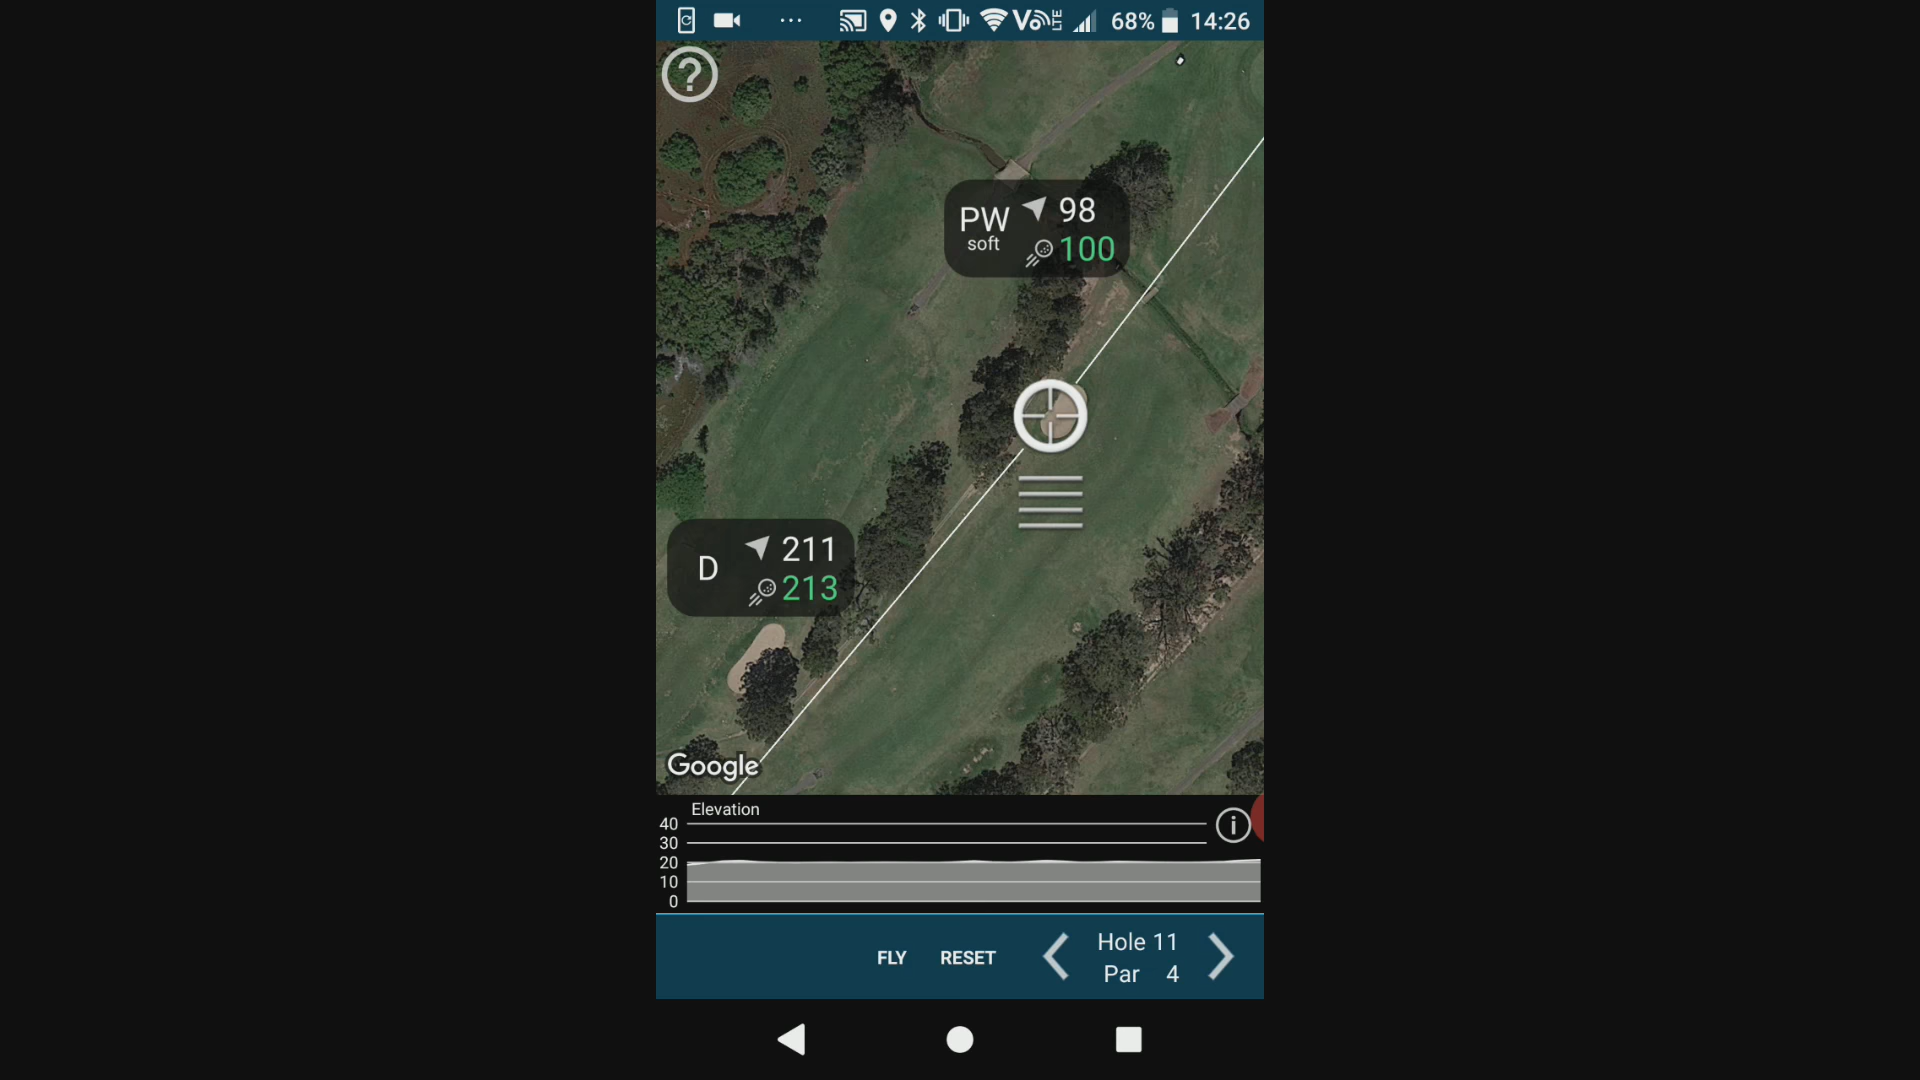 VoLTE 68% 14:26
?
PW 98
soft 100
D 211
213
Google
Elevation
40
30
20
10
0
i
FLY RESET Hole 11
Par 4